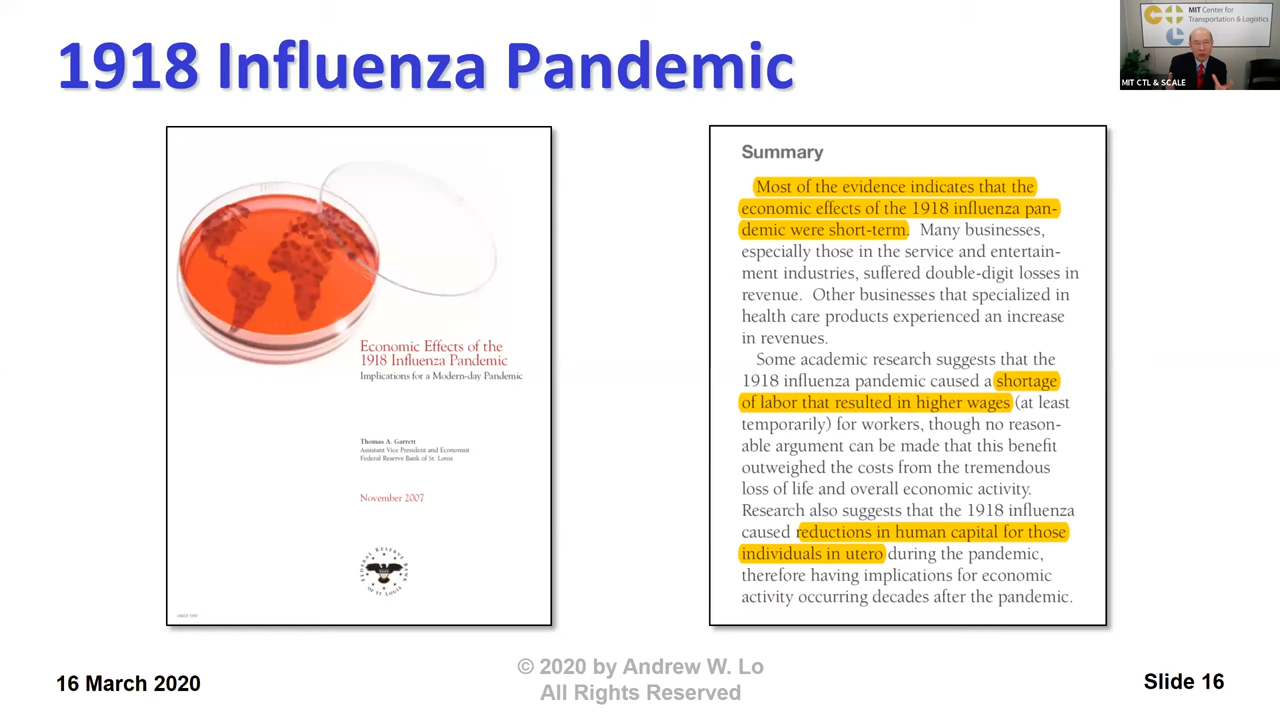 1918 Influenza Pandemic
MIT Center for
Transportation & Logistics
MIT CTL & SCALE
Economic Effects of the
1918 Influenza Pandemic
Implications for a Modern-day Pandemic
Thomas A. Garrett
Assistant Vice President and Economist
Federal Reserve Bank of St. Louis
November 2007
FEDERAL RESERVE BANK
OF ST. LOUIS
Summary
Most of the evidence indicates that the
economic effects of the 1918 influenza pan-
demic were short-term. Many businesses,
especially those in the service and entertain-
ment industries, suffered double-digit losses in
revenue. Other businesses that specialized in
health care products experienced an increase
in revenues.
Some academic research suggests that the
1918 influenza pandemic caused a shortage
of labor that resulted in higher wages (at least
temporarily) for workers, though no reason-
able argument can be made that this benefit
outweighed the costs from the tremendous
loss of life and overall economic activity.
Research also suggests that the 1918 influenza
caused reductions in human capital for those
individuals in utero during the pandemic,
therefore having implications for economic
activity occurring decades after the pandemic.
16 March 2020
© 2020 by Andrew W. Lo
All Rights Reserved
Slide 16